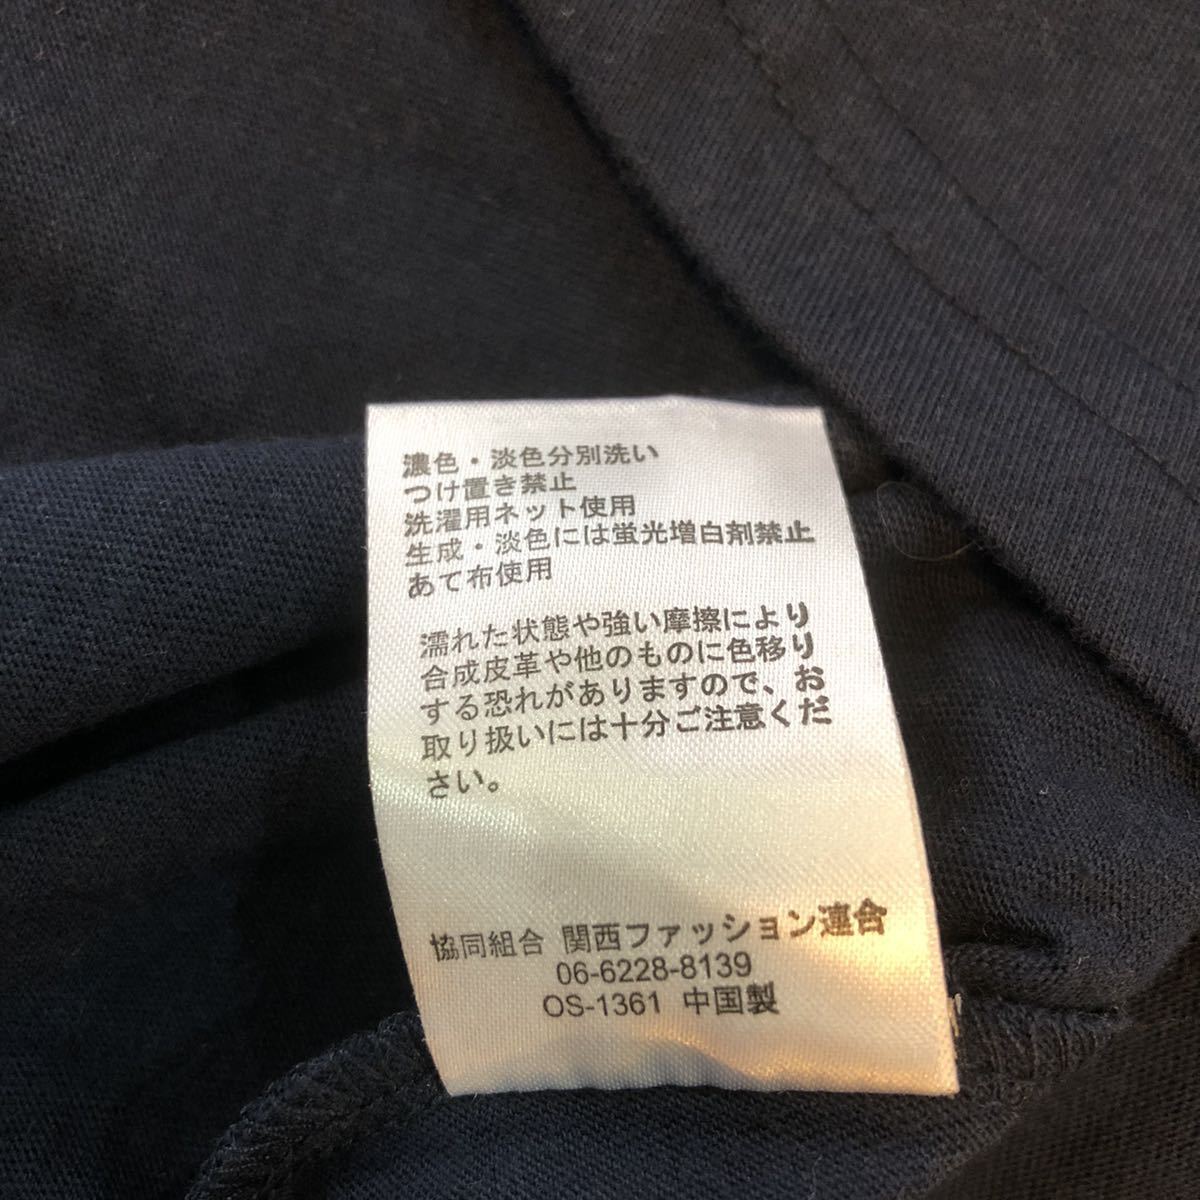 濃色・淡色分別洗い
つけ置き禁止
洗濯用ネット使用
生成・淡色には蛍光増白剤禁止
あて布使用
濡れた状態や強い摩擦により
合成皮革や他のものに色移り
する恐れがありますので、お
取り扱いには十分ご注意くだ
さい。
協同組合 関西ファッション連合
06-6228-8139
OS-1361 中国製